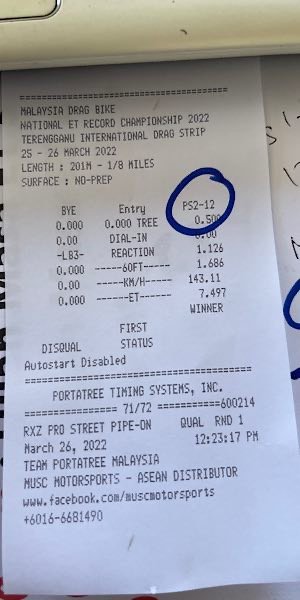 ================================
MALAYSIA DRAG BIKE
NATIONAL ET RECORD CHAMPIONSHIP 2022
TERENGGANU INTERNATIONAL DRAG STRIP
25 - 26 MARCH 2022
LENGTH : 201M - 1/8 MILES
SURFACE : NO-PREP
BYE Entry PS2-12
0.000 0.000 TREE 0.500
0.00 DIAL-IN 0.00
-LB3- REACTION 1.126
0.000 -----60FT----- 1.686
0.00 -----KM/H----- 143.11
0.000 ------ET------ 7.497
WINNER
FIRST
DISQUAL STATUS
Autostart Disabled
================================
PORTATREE TIMING SYSTEMS, INC.
============== 71/72 ==========600214
RXZ PRO STREET PIPE-ON QUAL RND 1
March 26, 2022 12:23:17 PM
TEAM PORTATREE MALAYSIA
MUSC MOTORSPORTS - ASEAN DISTRIBUTOR
www.facebook.com/muscmotorsports
+6016-6681490